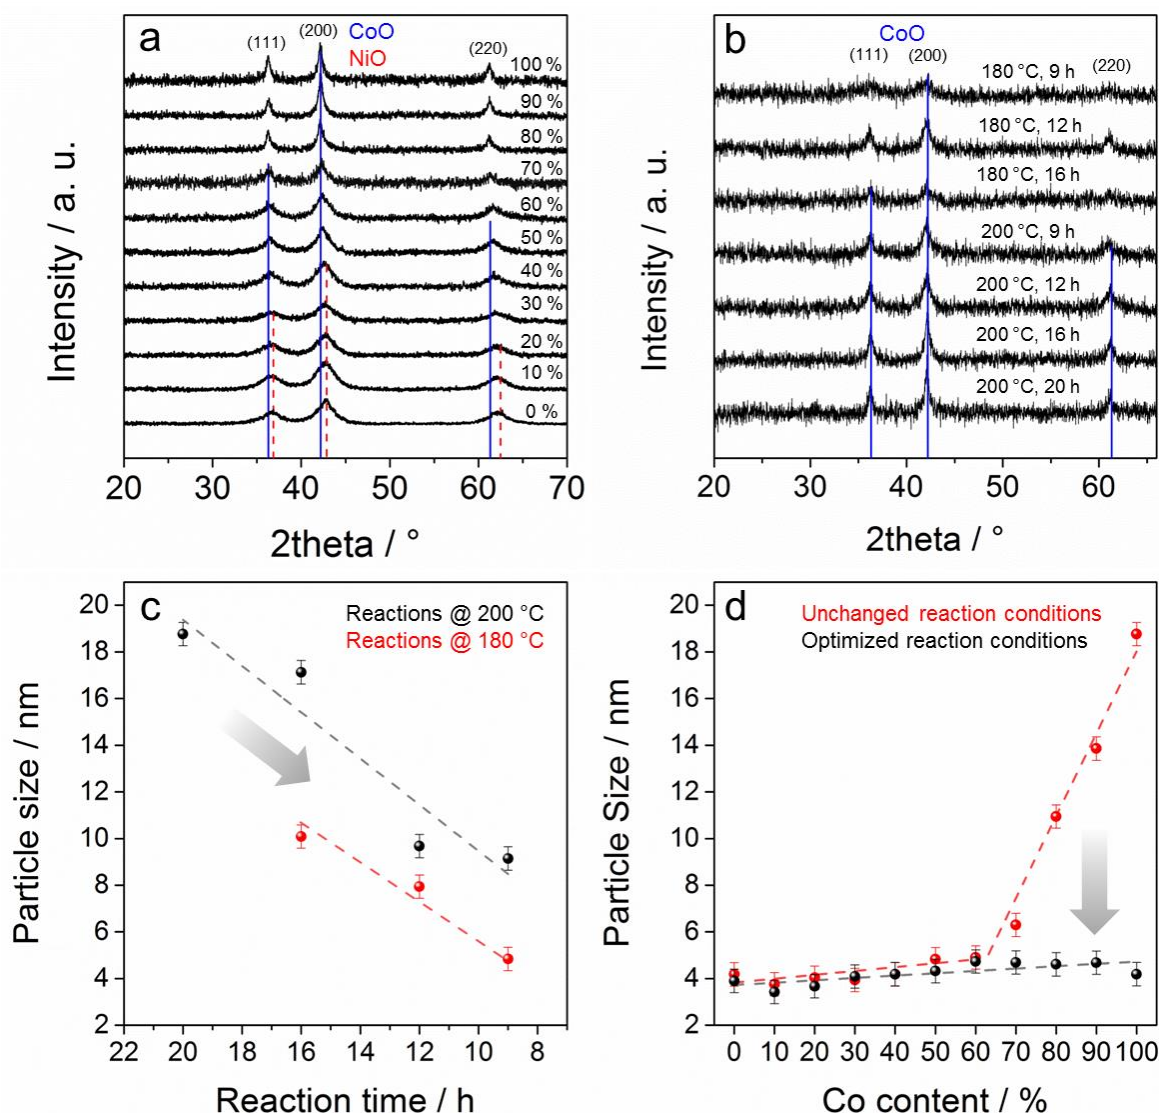 a
(111)
(200)
CoO
NiO
(220)
100 %
90 %
80 %
70 %
60 %
50 %
40 %
30 %
20 %
10 %
0 %
Intensity / a. u.
20 30 40 50 60 70
2theta / °
b
CoO
(111)
(200)
(220)
180 °C, 9 h
180 °C, 12 h
180 °C, 16 h
200 °C, 9 h
200 °C, 12 h
200 °C, 16 h
200 °C, 20 h
Intensity / a. u.
20 30 40 50 60
2theta / °
c
Reactions @ 200 °C
Reactions @ 180 °C
20
18
16
14
12
10
8
6
4
2
Particle size / nm
22 20 18 16 14 12 10 8
Reaction time / h
d
Unchanged reaction conditions
Optimized reaction conditions
20
18
16
14
12
10
8
6
4
2
Particle Size / nm
0 10 20 30 40 50 60 70 80 90 100
Co content / %